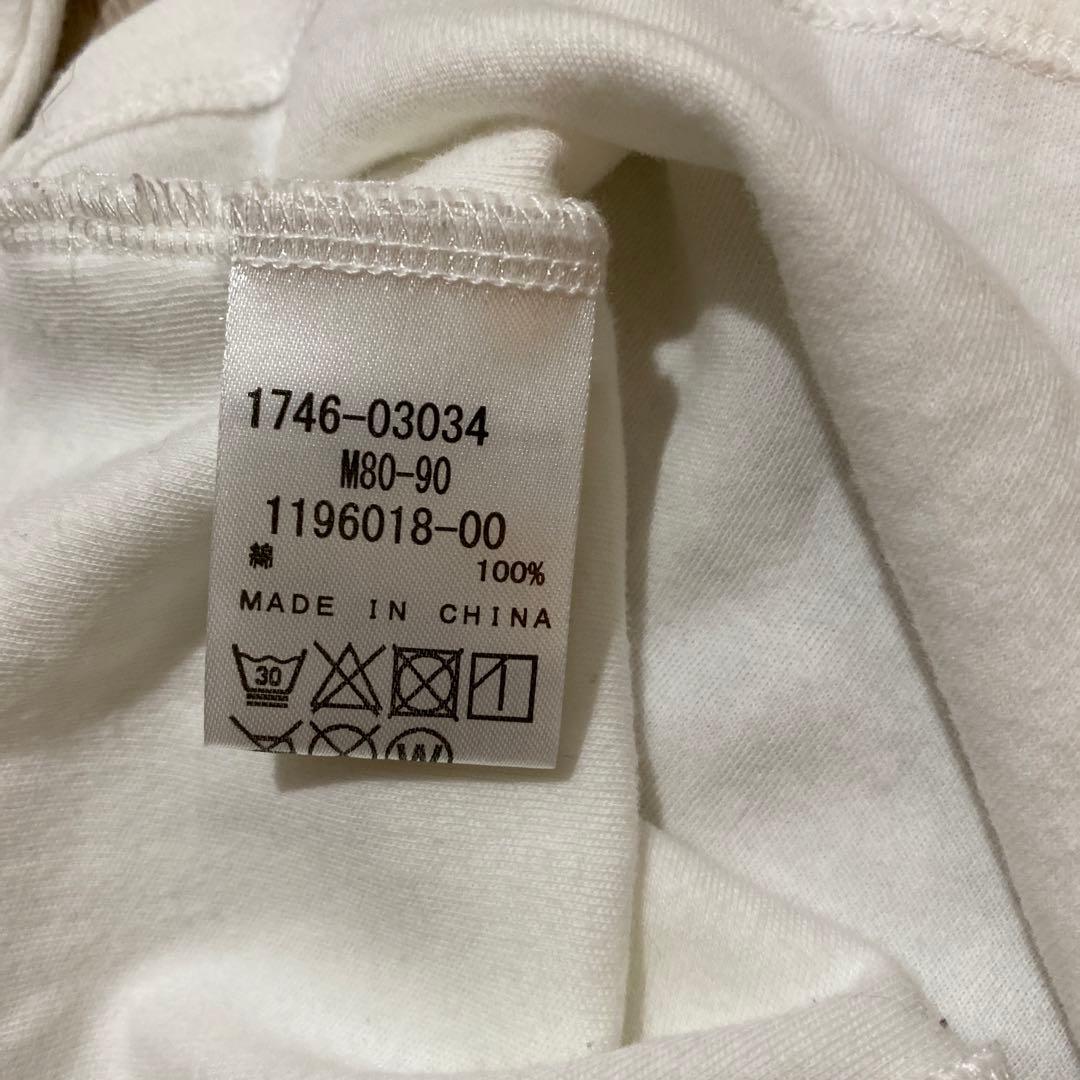 1746-03034
M80-90
1196018-00
綿 100%
MADE IN CHINA
30
W